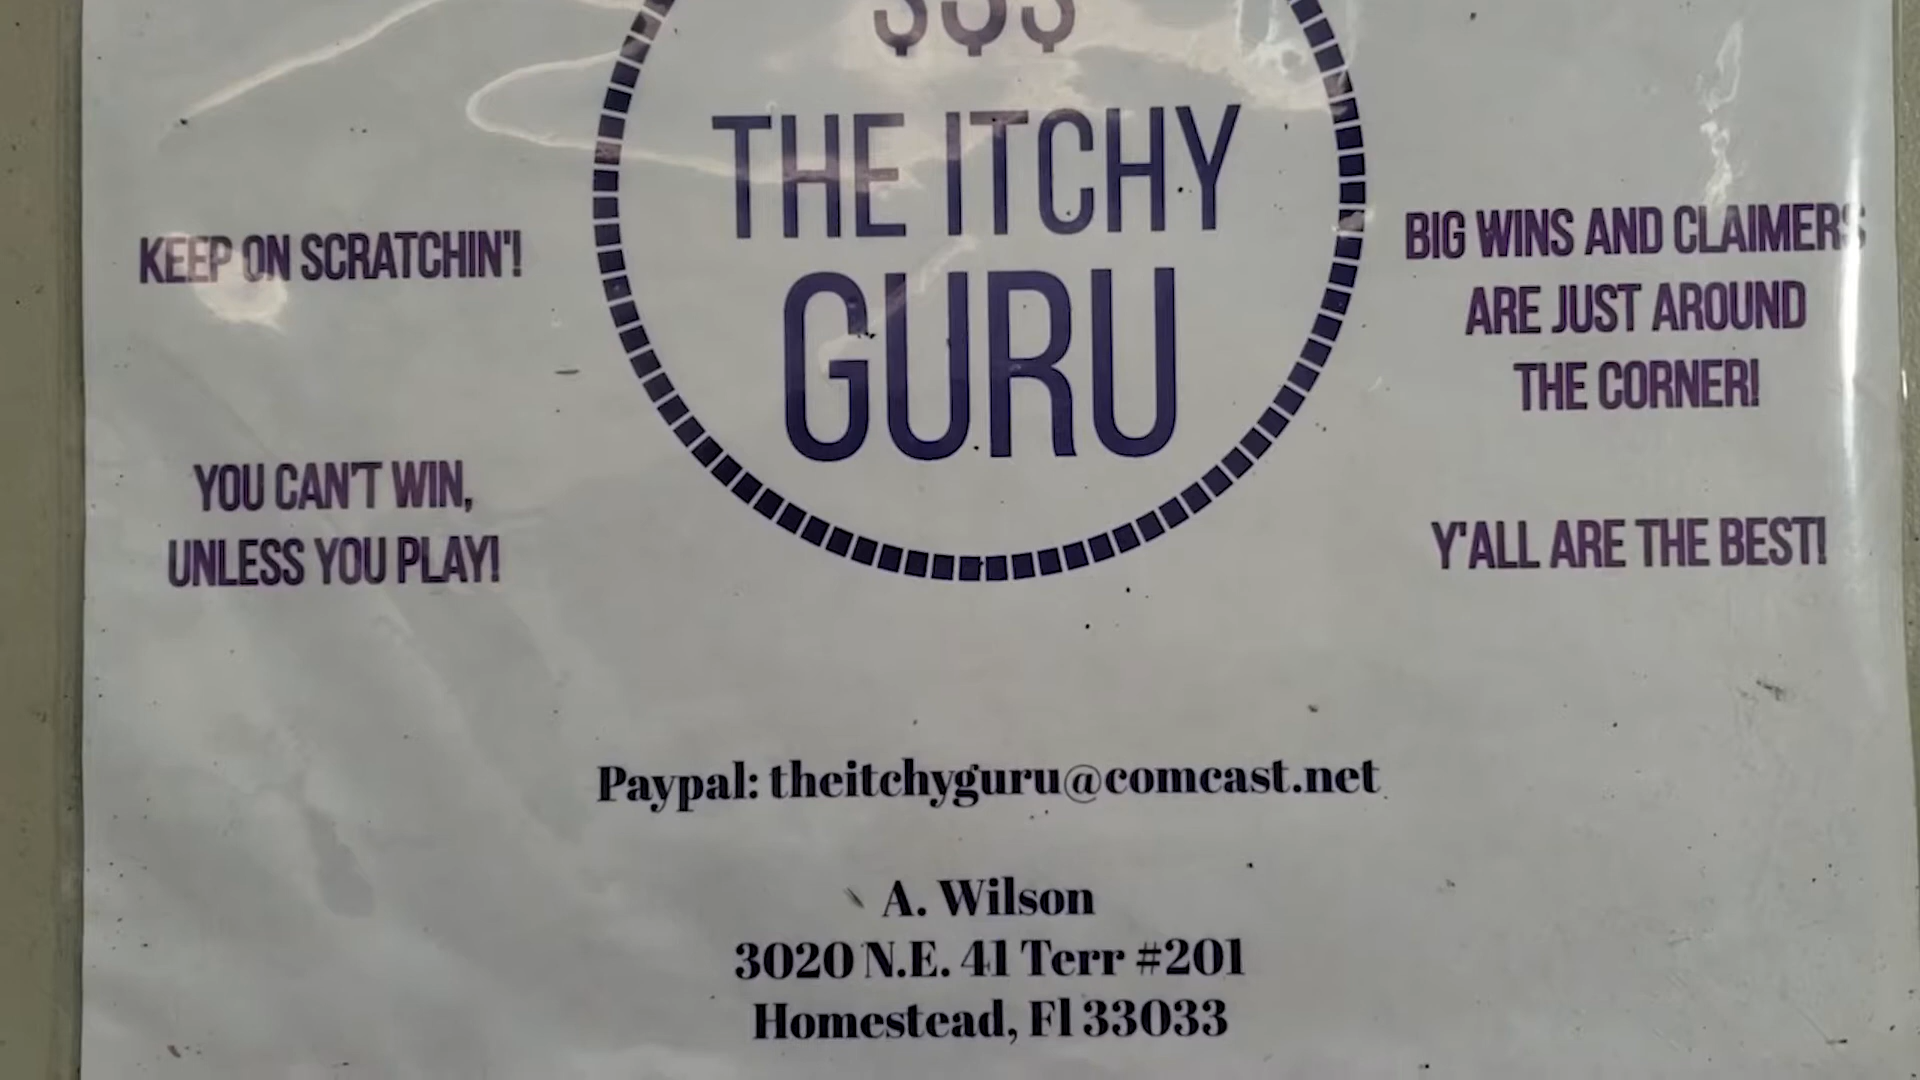 $$$
THE ITCHY
GURU
KEEP ON SCRATCHIN'!
YOU CAN'T WIN,
UNLESS YOU PLAY!
BIG WINS AND CLAIMERS
ARE JUST AROUND
THE CORNER!
Y'ALL ARE THE BEST!
Paypal: theitchyguru@comcast.net
A. Wilson
3020 N.E. 41 Terr #201
Homestead, Fl 33033